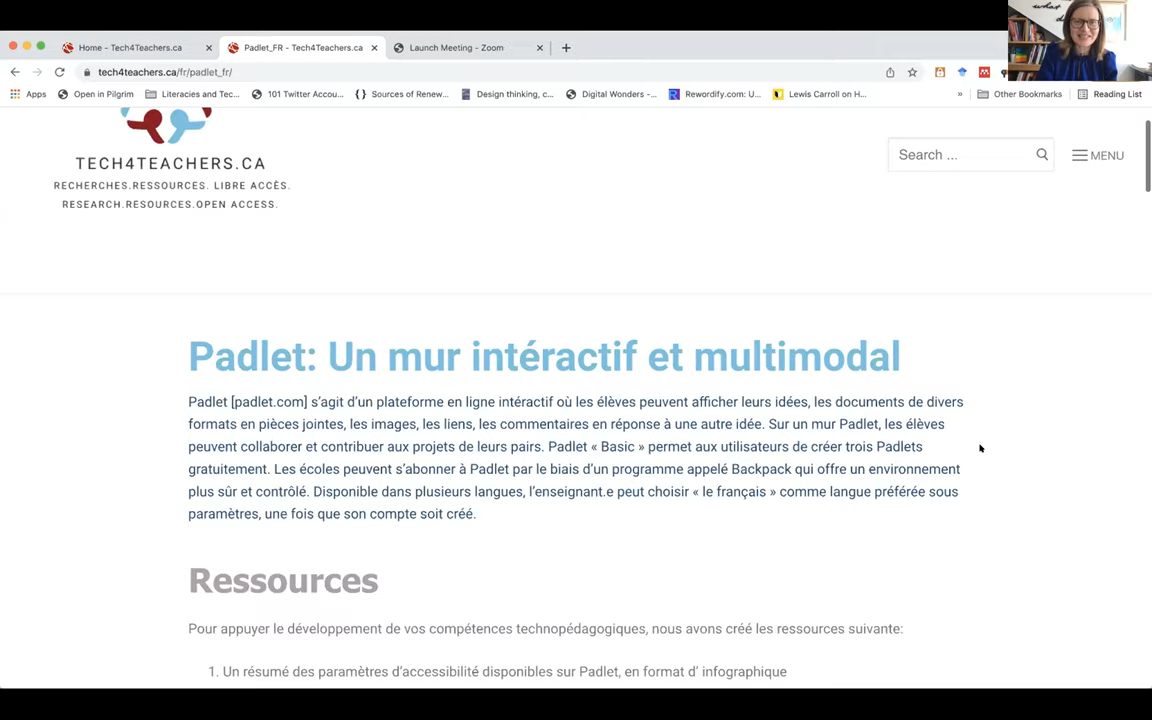 Home - Tech4Teachers.ca
Padlet_FR - Tech4Teachers.ca
Launch Meeting - Zoom
tech4teachers.ca/fr/padlet_fr/
Apps
Open in Pilgrim
Literacies and Tec...
101 Twitter Accou...
Sources of Renew...
Design thinking, c...
Digital Wonders -...
Rewordify.com: U...
Lewis Carroll on H...
»
Other Bookmarks
Reading List
TECH4TEACHERS.CA
RECHERCHES.RESSOURCES. LIBRE ACCÈS.
RESEARCH.RESOURCES.OPEN ACCESS.
Search ...
MENU
Padlet: Un mur intéractif et multimodal
Padlet [padlet.com] s’agit d’un plateforme en ligne intéractif où les élèves peuvent afficher leurs idées, les documents de divers
formats en pièces jointes, les images, les liens, les commentaires en réponse à une autre idée. Sur un mur Padlet, les élèves
peuvent collaborer et contribuer aux projets de leurs pairs. Padlet « Basic » permet aux utilisateurs de créer trois Padlets
gratuitement. Les écoles peuvent s’abonner à Padlet par le biais d’un programme appelé Backpack qui offre un environnement
plus sûr et contrôlé. Disponible dans plusieurs langues, l’enseignant.e peut choisir « le français » comme langue préférée sous
paramètres, une fois que son compte soit créé.
Ressources
Pour appuyer le développement de vos compétences technopédagogiques, nous avons créé les ressources suivante:
1. Un résumé des paramètres d’accessibilité disponibles sur Padlet, en format d’ infographique